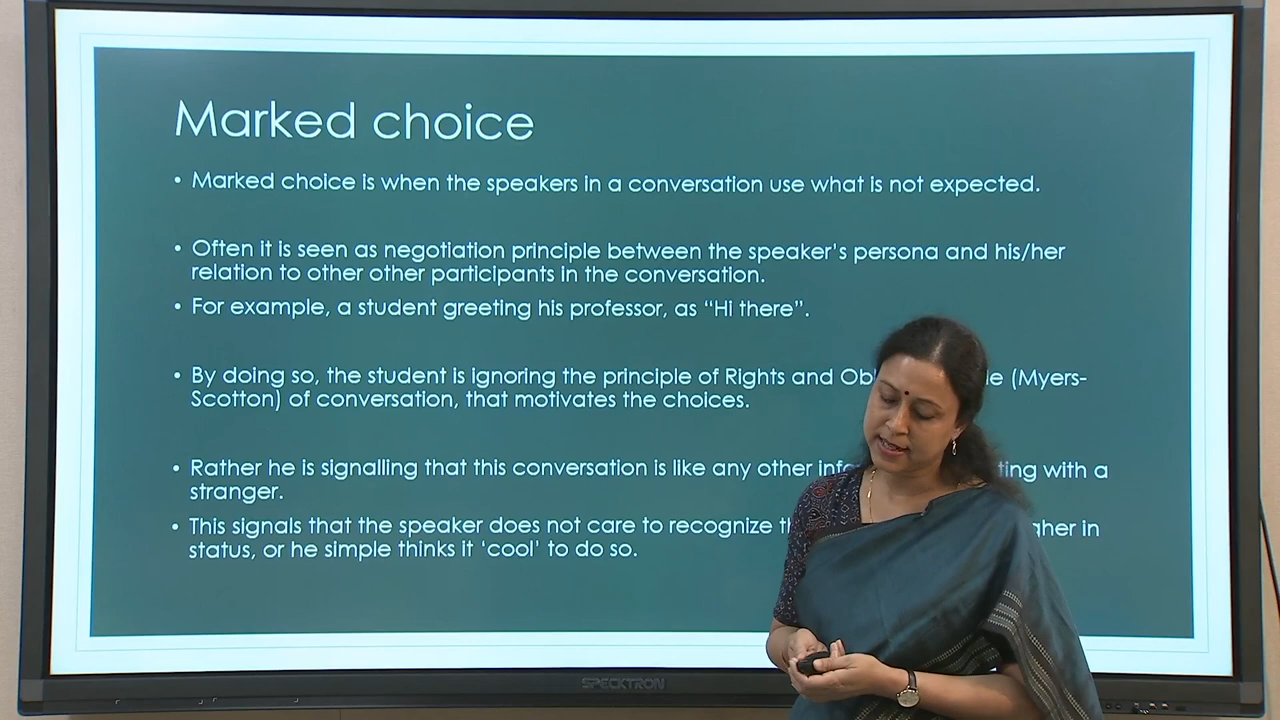 Marked choice
• Marked choice is when the speakers in a conversation use what is not expected.
• Often it is seen as negotiation principle between the speaker's persona and his/her
relation to other other participants in the conversation.
• For example, a student greeting his professor, as “Hi there”.
• By doing so, the student is ignoring the principle of Rights and (Myers-
Scotton) of conversation, that motivates the choices.
• Rather he is signalling that this conversation is like any other with a
stranger.
• This signals that the speaker does not care to recognize in
status, or he simple thinks it ‘cool’ to do so.
SPECKTRON